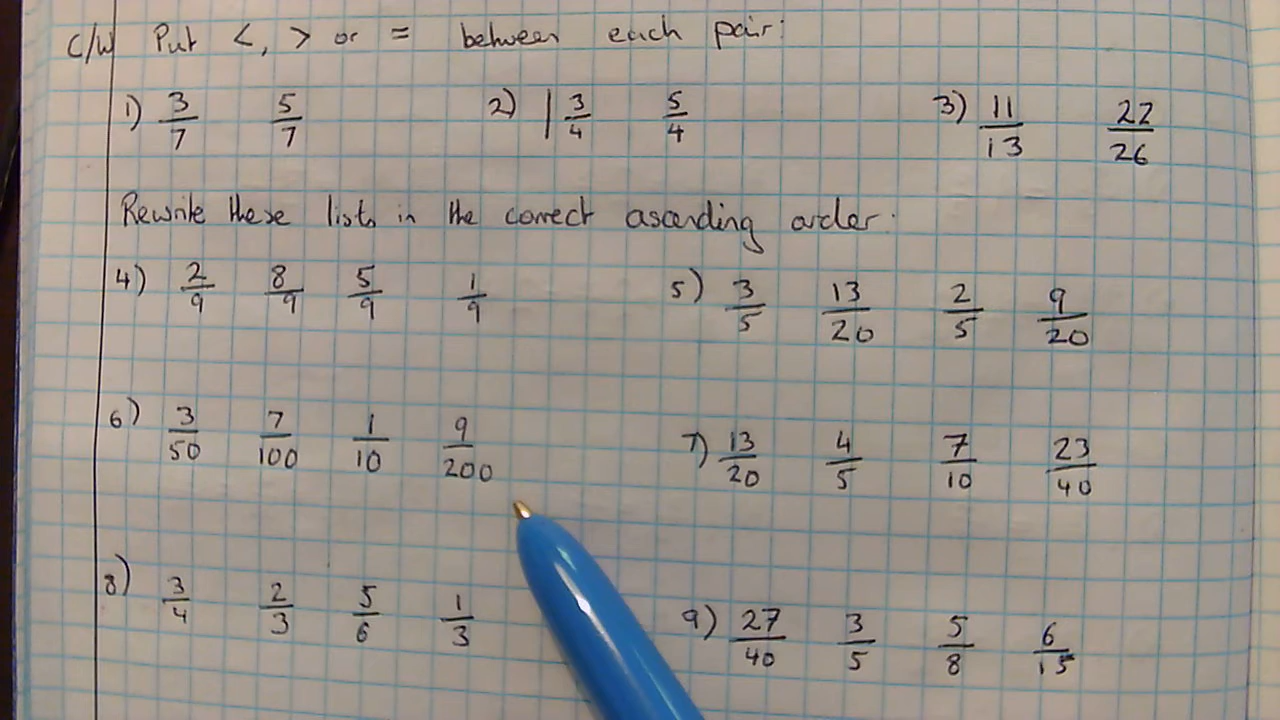 C/W Put <, > or = between each pair:
1) 3/7 5/7 2) 1 3/4 5/4 3) 11/13 22/26
Rewrite these lists in the correct ascending order:
4) 2/9 8/9 5/9 1/9 5) 3/5 13/20 2/5 9/20
6) 3/50 7/100 1/10 9/200 7) 13/20 4/5 7/10 23/40
8) 3/4 2/3 5/6 1/3 9) 27/40 3/5 5/8 6/15